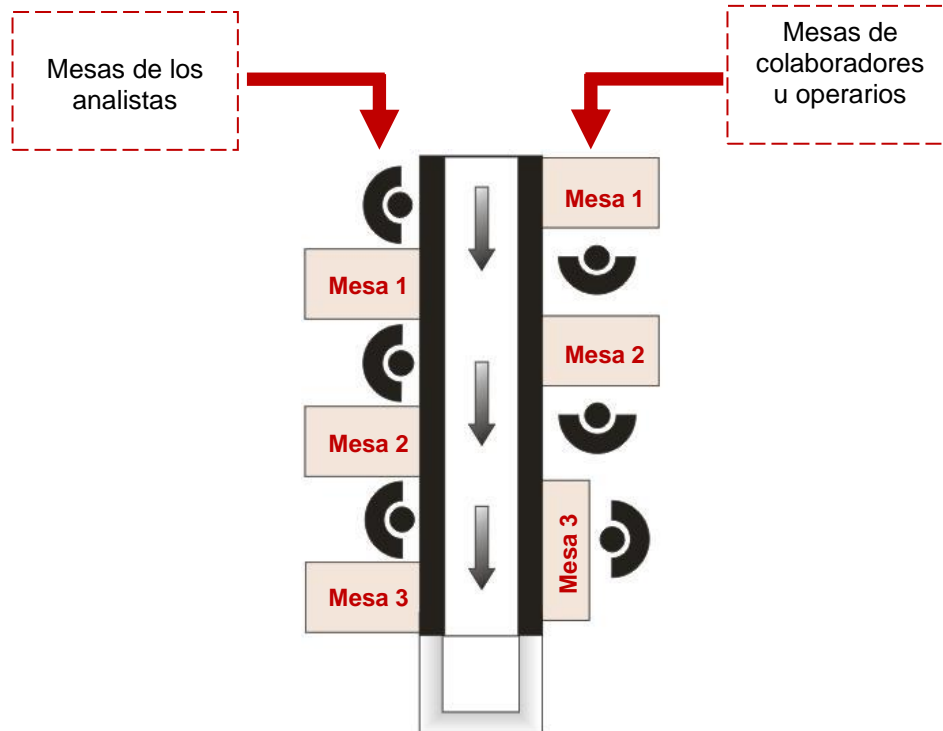 Mesas de los
analistas
Mesas de
colaboradores
u operarios
Mesa 1
Mesa 1
Mesa 2
Mesa 2
Mesa 3
Mesa 3